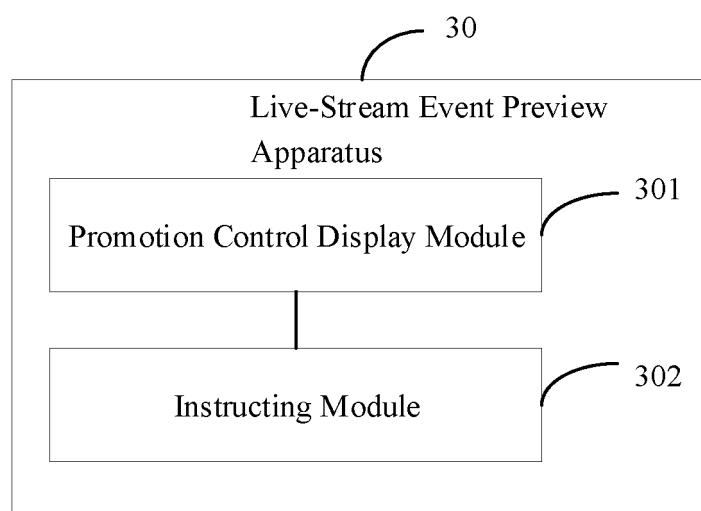 30
Live-Stream Event Preview
Apparatus
301
Promotion Control Display Module
302
Instructing Module